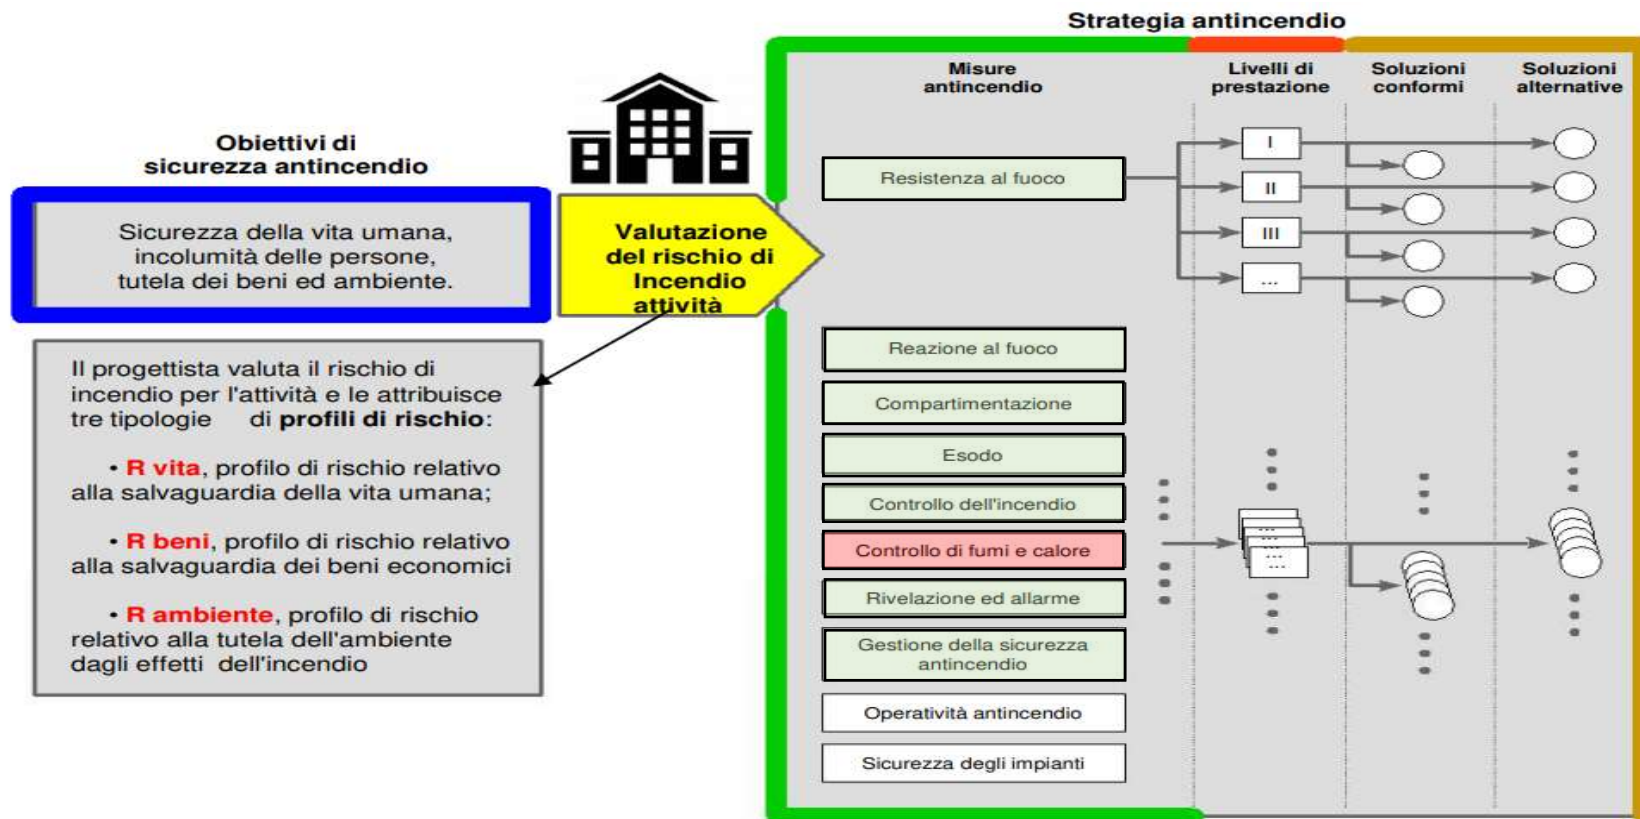 Strategia antincendio
Obiettivi di
sicurezza antincendio
Sicurezza della vita umana,
incolumità delle persone,
tutela dei beni ed ambiente.
Valutazione
del rischio di
Incendio
attività
Il progettista valuta il rischio di
incendio per l'attività e le attribuisce
tre tipologie di profili di rischio:
• R vita, profilo di rischio relativo
alla salvaguardia della vita umana;
• R beni, profilo di rischio relativo
alla salvaguardia dei beni economici
• R ambiente, profilo di rischio
relativo alla tutela dell'ambiente
dagli effetti dell'incendio
Misure
antincendio
Livelli di
prestazione
Soluzioni
conformi
Soluzioni
alternative
Resistenza al fuoco
I
II
III
...
Reazione al fuoco
Compartimentazione
Esodo
Controllo dell'incendio
Controllo di fumi e calore
Rivelazione ed allarme
Gestione della sicurezza
antincendio
Operatività antincendio
Sicurezza degli impianti
...
...
...